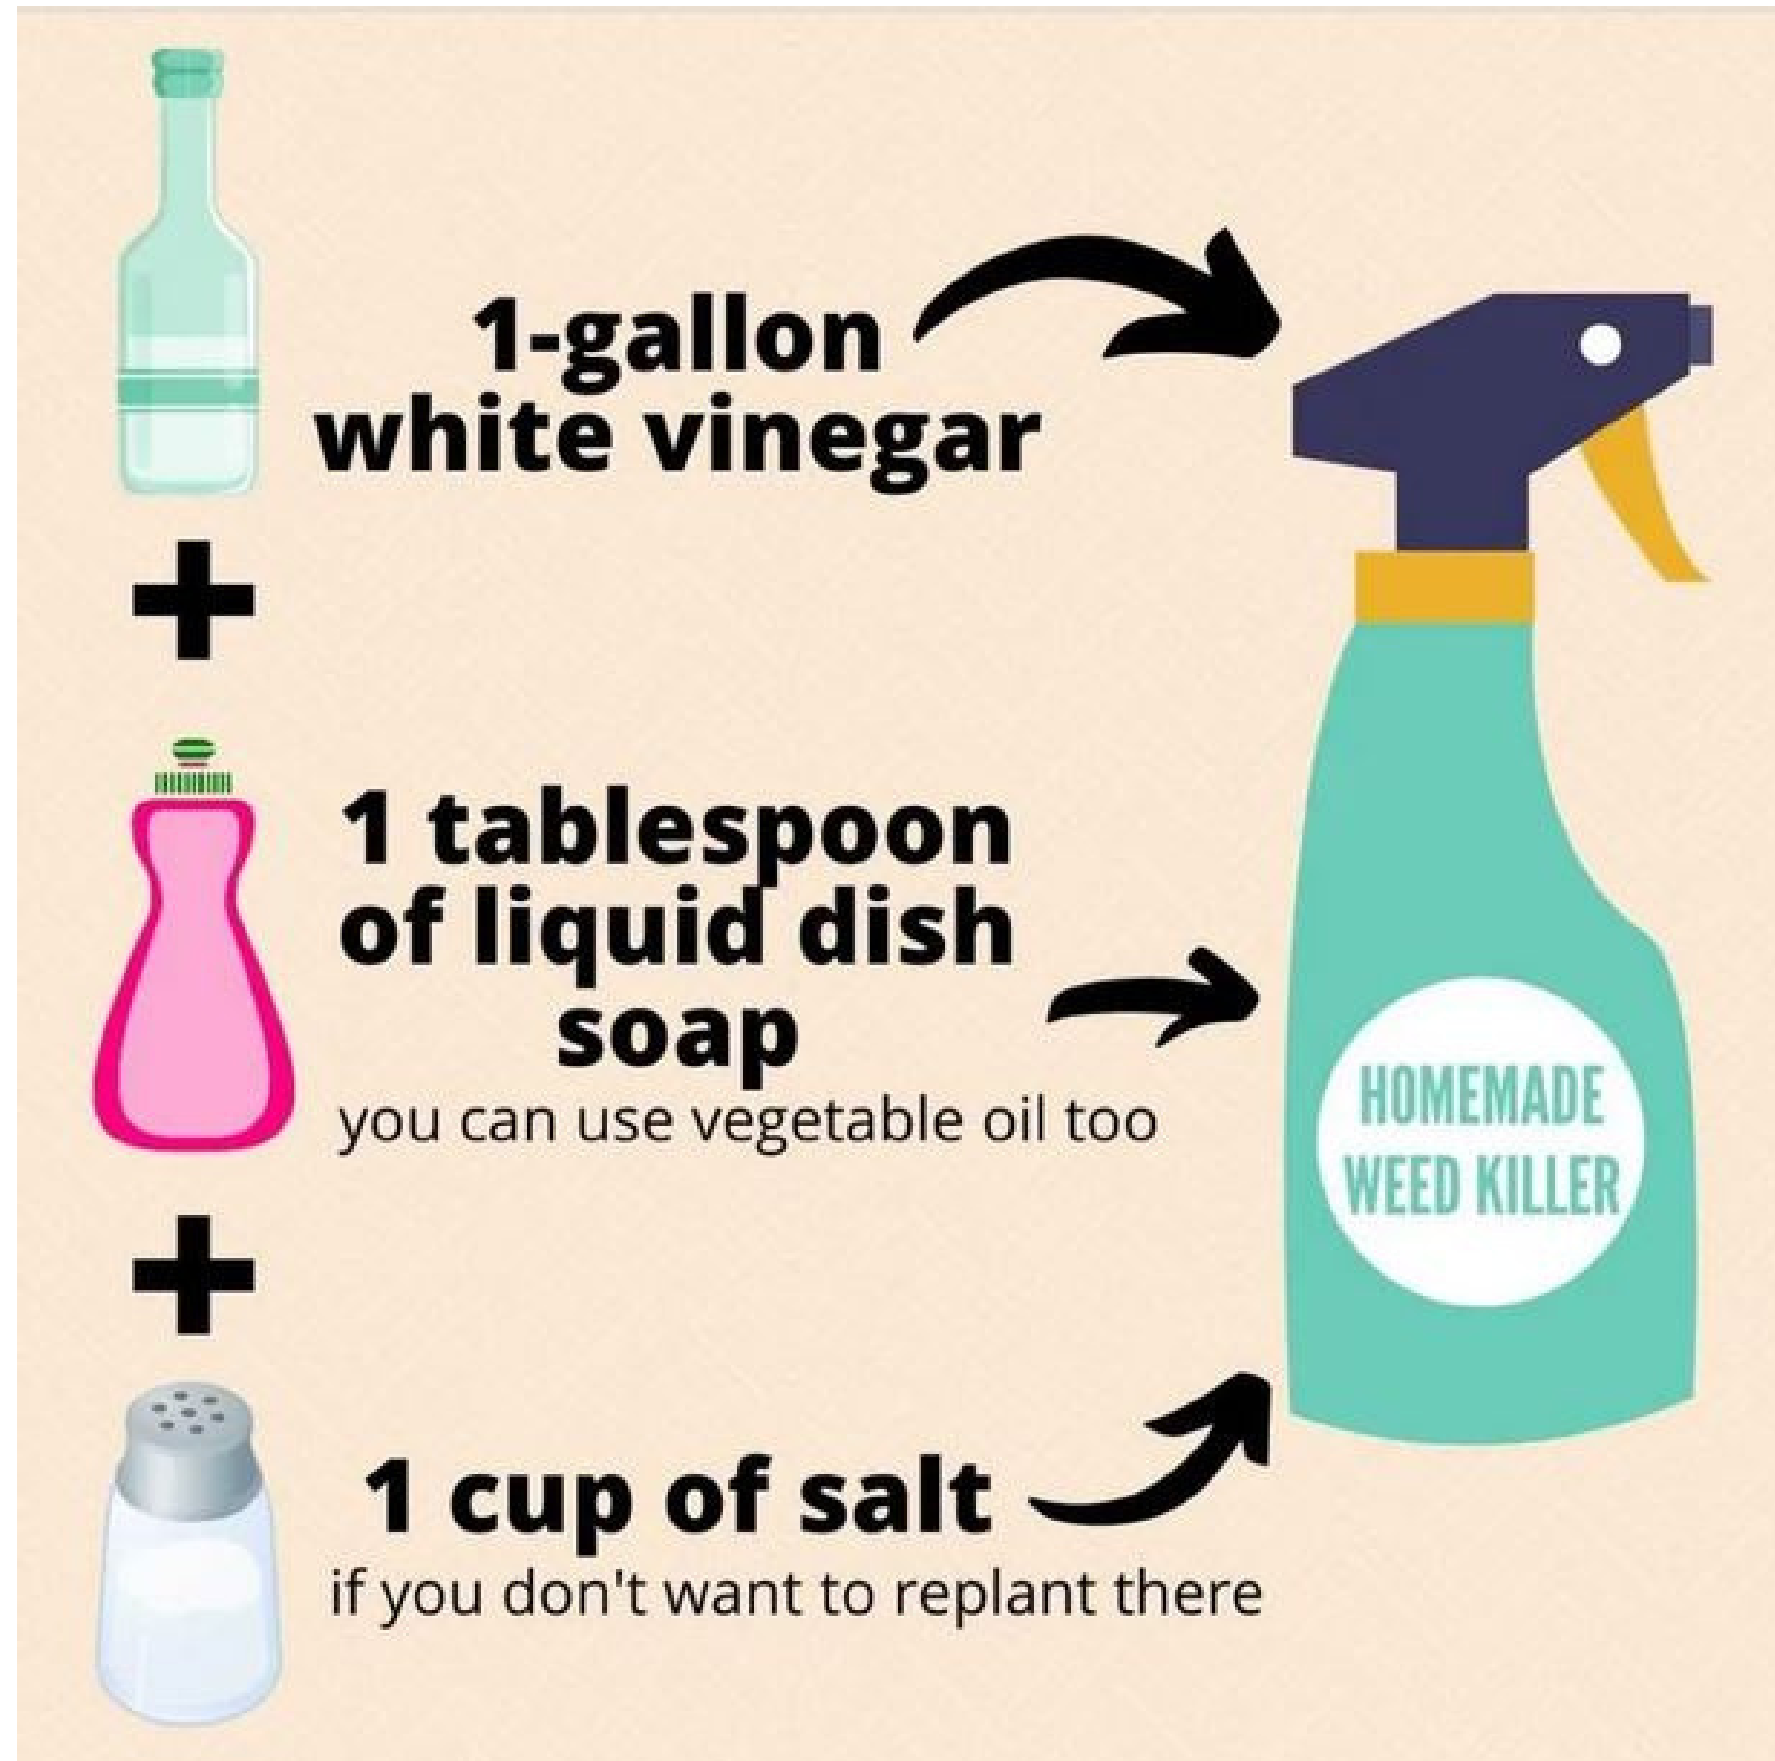 1-gallon
white vinegar
1 tablespoon
of liquid dish
soap
you can use vegetable oil too
1 cup of salt
if you don't want to replant there
HOMEMADE
WEED KILLER